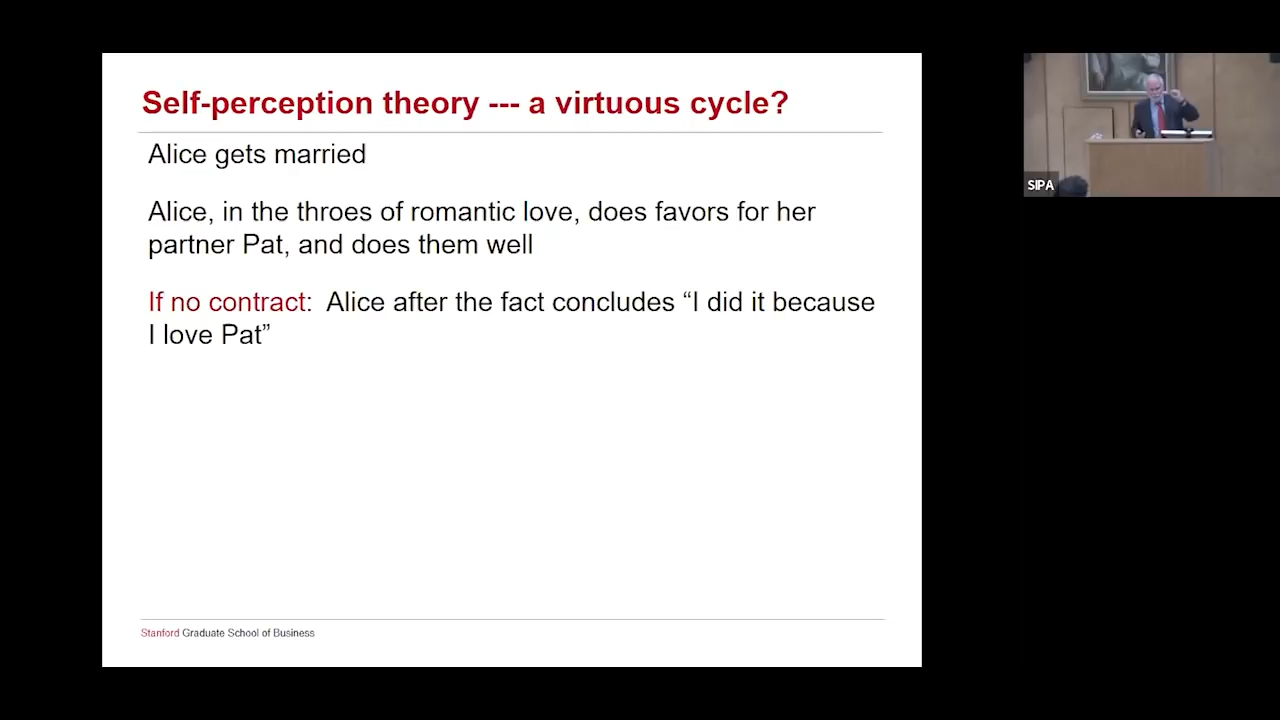 Self-perception theory --- a virtuous cycle?
Alice gets married
Alice, in the throes of romantic love, does favors for her
partner Pat, and does them well
If no contract:  Alice after the fact concludes “I did it because
I love Pat”
Stanford Graduate School of Business
SIPA